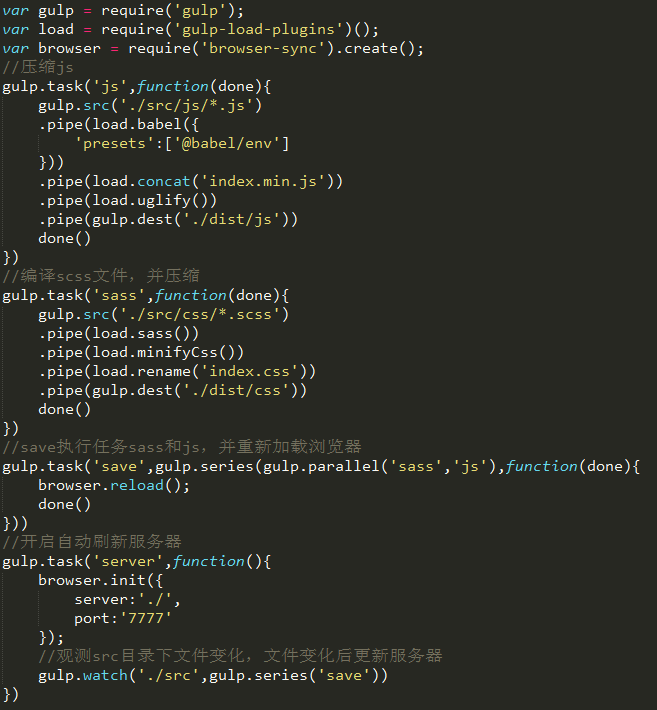 var gulp = require('gulp');
var load = require('gulp-load-plugins')();
var browser = require('browser-sync').create();
//压缩js
gulp.task('js',function(done){
    gulp.src('./src/js/*.js')
    .pipe(load.babel({
        'presets':['@babel/env']
    }))
    .pipe(load.concat('index.min.js'))
    .pipe(load.uglify())
    .pipe(gulp.dest('./dist/js'))
    done()
})
//编译scss文件，并压缩
gulp.task('sass',function(done){
    gulp.src('./src/css/*.scss')
    .pipe(load.sass())
    .pipe(load.minifyCss())
    .pipe(load.rename('index.css'))
    .pipe(gulp.dest('./dist/css'))
    done()
})
//save执行任务sass和js，并重新加载浏览器
gulp.task('save',gulp.series(gulp.parallel('sass','js'),function(done){
    browser.reload();
    done()
}))
//开启自动刷新服务器
gulp.task('server',function(){
    browser.init({
        server:'./',
        port:'7777'
    });
    //观测src目录下文件变化，文件变化后更新服务器
    gulp.watch('./src',gulp.series('save'))
})